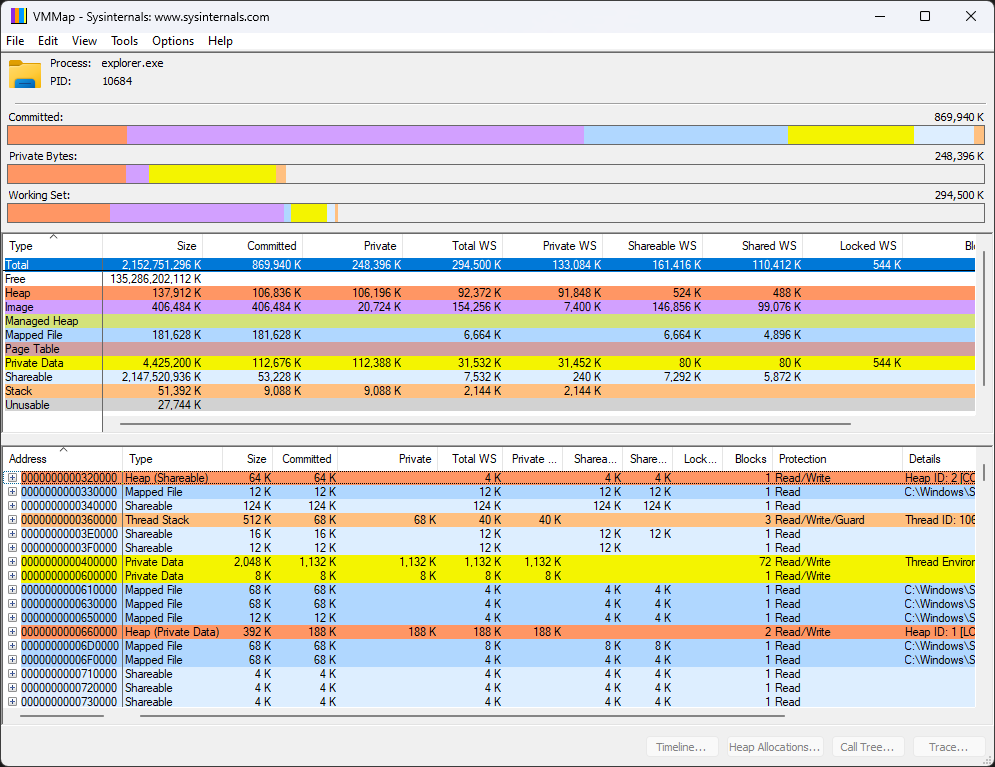 VMMap - Sysinternals: www.sysinternals.com
File Edit View Tools Options Help
Process: explorer.exe
PID: 10684
Committed: 869,940 K
Private Bytes: 248,396 K
Working Set: 294,500 K
Type Size Committed Private Total WS Private WS Shareable WS Shared WS Locked WS Blo
Total 2,152,751,296 K 869,940 K 248,396 K 294,500 K 133,084 K 161,416 K 110,412 K 544 K
Free 135,286,202,112 K
Heap 137,912 K 106,836 K 106,196 K 92,372 K 91,848 K 524 K 488 K
Image 406,484 K 406,484 K 20,724 K 154,256 K 7,400 K 146,856 K 99,076 K
Managed Heap
Mapped File 181,628 K 181,628 K 6,664 K 6,664 K 4,896 K
Page Table
Private Data 4,425,200 K 112,676 K 112,388 K 31,532 K 31,452 K 80 K 80 K 544 K
Shareable 2,147,520,936 K 53,228 K 7,532 K 240 K 7,292 K 5,872 K
Stack 51,392 K 9,088 K 9,088 K 2,144 K 2,144 K
Unusable 27,744 K
Address Type Size Committed Private Total WS Private ... Sharea... Share... Lock... Blocks Protection Details
0000000000320000 Heap (Shareable) 64 K 64 K 4 K 4 K 4 K 1 Read/Write Heap ID: 2 [CO
0000000000330000 Mapped File 12 K 12 K 12 K 12 K 12 K 1 Read C:\Windows\S
0000000000340000 Shareable 124 K 124 K 124 K 124 K 124 K 1 Read
0000000000360000 Thread Stack 512 K 68 K 68 K 40 K 40 K 3 Read/Write/Guard Thread ID: 106
00000000003E0000 Shareable 16 K 16 K 12 K 12 K 12 K 1 Read
00000000003F0000 Shareable 12 K 12 K 12 K 12 K 1 Read
0000000000400000 Private Data 2,048 K 1,132 K 1,132 K 1,132 K 1,132 K 72 Read/Write Thread Environ
0000000000600000 Private Data 8 K 8 K 8 K 8 K 8 K 1 Read/Write
0000000000610000 Mapped File 68 K 68 K 4 K 4 K 4 K 1 Read C:\Windows\S
0000000000630000 Mapped File 68 K 68 K 4 K 4 K 4 K 1 Read C:\Windows\S
0000000000650000 Mapped File 12 K 12 K 4 K 4 K 4 K 1 Read C:\Windows\S
0000000000660000 Heap (Private Data) 392 K 188 K 188 K 188 K 188 K 2 Read/Write Heap ID: 1 [LO
00000000006D0000 Mapped File 68 K 68 K 8 K 8 K 8 K 1 Read C:\Windows\S
00000000006F0000 Mapped File 68 K 68 K 4 K 4 K 4 K 1 Read C:\Windows\S
0000000000710000 Shareable 4 K 4 K 4 K 4 K 4 K 1 Read
0000000000720000 Shareable 4 K 4 K 4 K 4 K 4 K 1 Read
0000000000730000 Shareable 4 K 4 K 4 K 4 K 4 K 1 Read
Timeline... Heap Allocations... Call Tree... Trace...